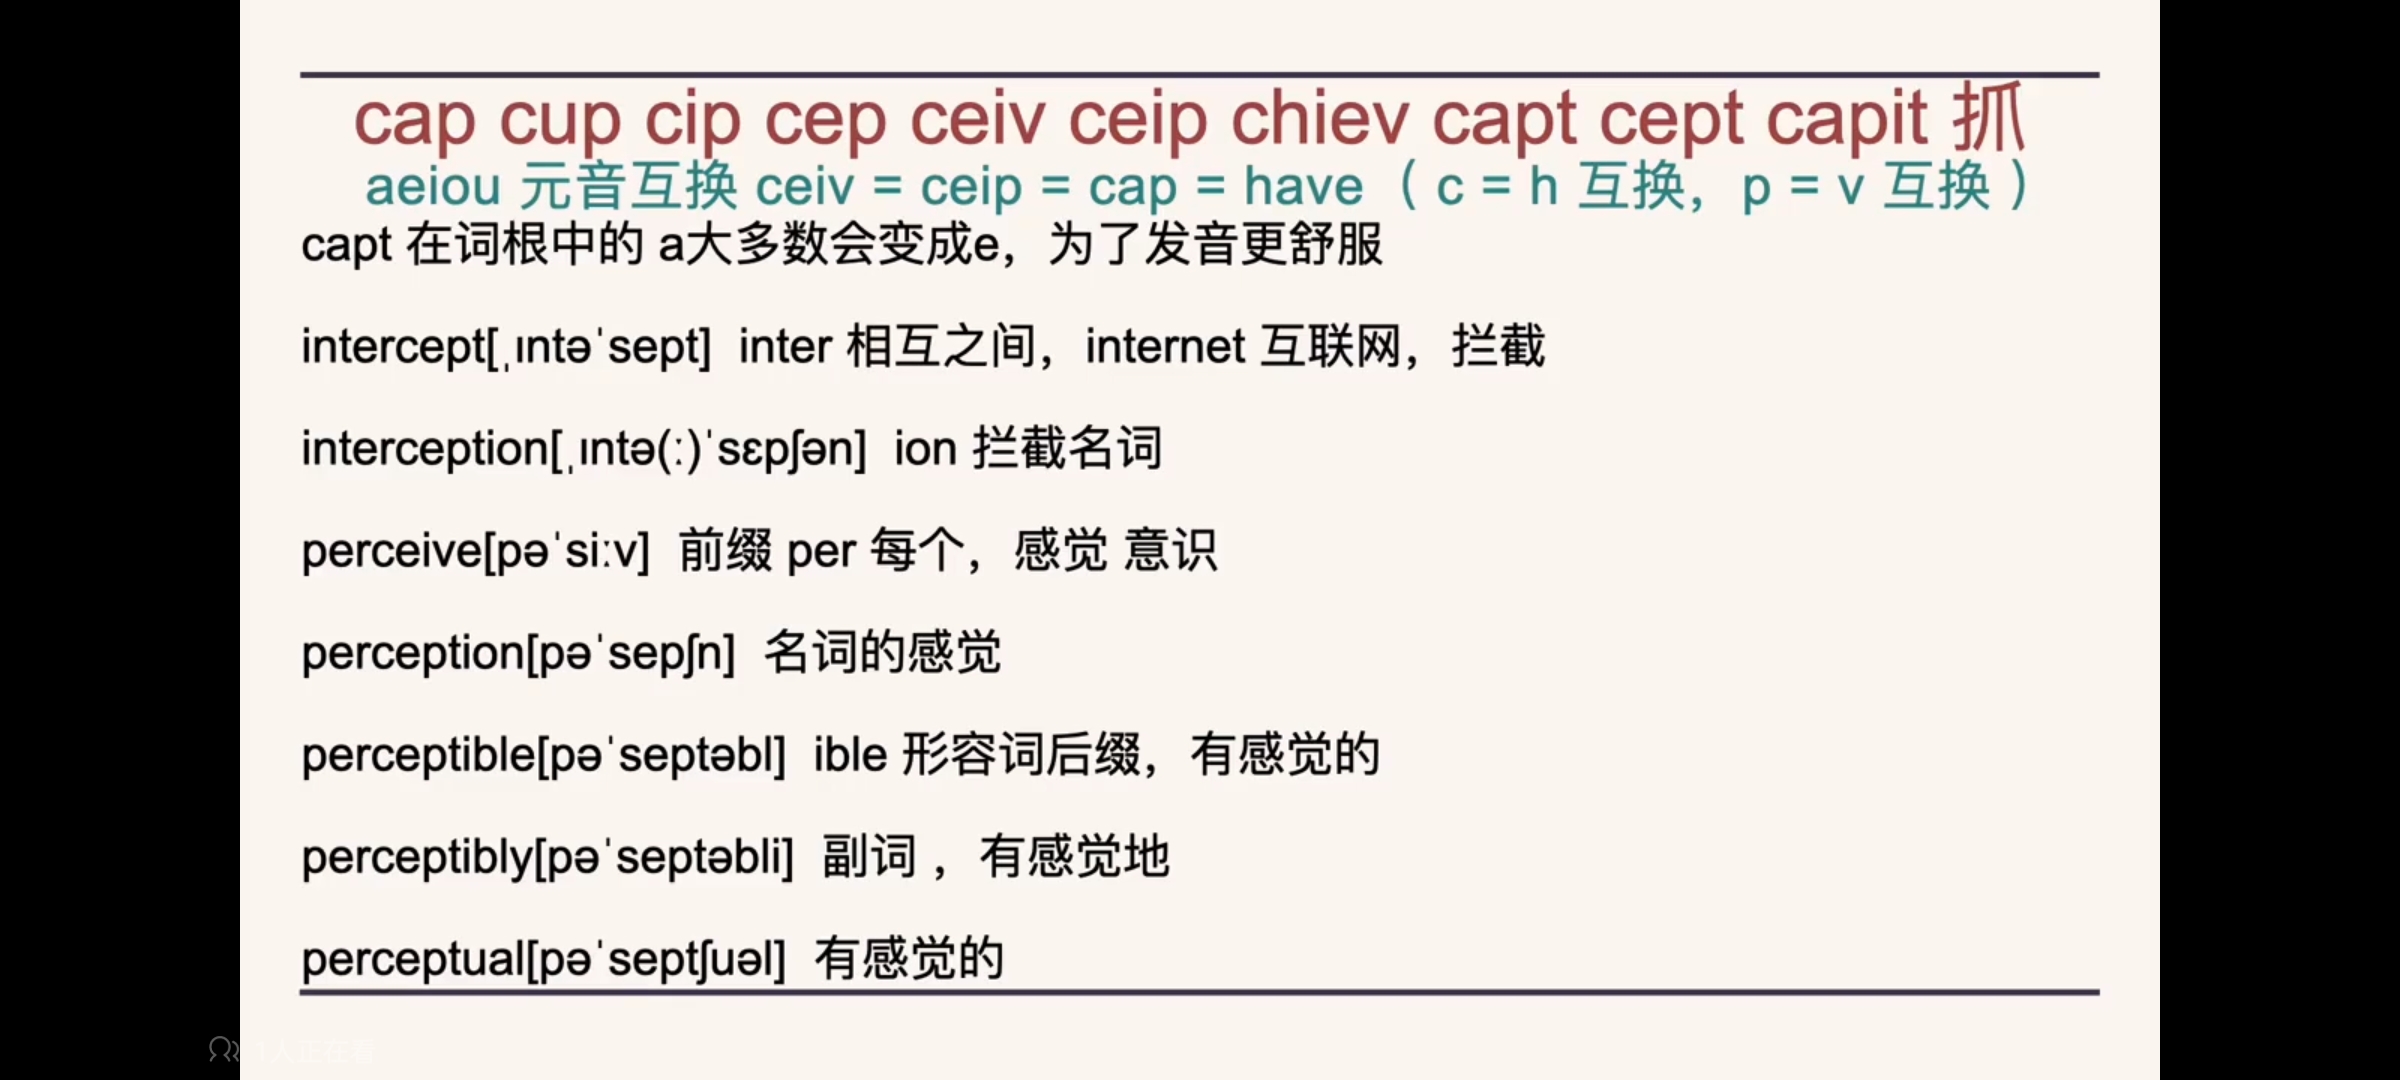 cap cup cip cep ceiv ceip chiev capt cept capit 抓
aeiou 元音互换 ceiv = ceip = cap = have （ c = h 互换，p = v 互换 ）
capt 在词根中的 a大多数会变成e，为了发音更舒服
intercept[ˌɪntəˈsept]  inter 相互之间，internet 互联网，拦截
interception[ˌɪntə(ː)ˈsɛpʃən]  ion 拦截名词
perceive[pəˈsiːv]  前缀 per 每个，感觉 意识
perception[pəˈsepʃn]  名词的感觉
perceptible[pəˈseptəbl]  ible 形容词后缀，有感觉的
perceptibly[pəˈseptəbli]  副词 ，有感觉地
perceptual[pəˈseptʃuəl]  有感觉的
1人正在看